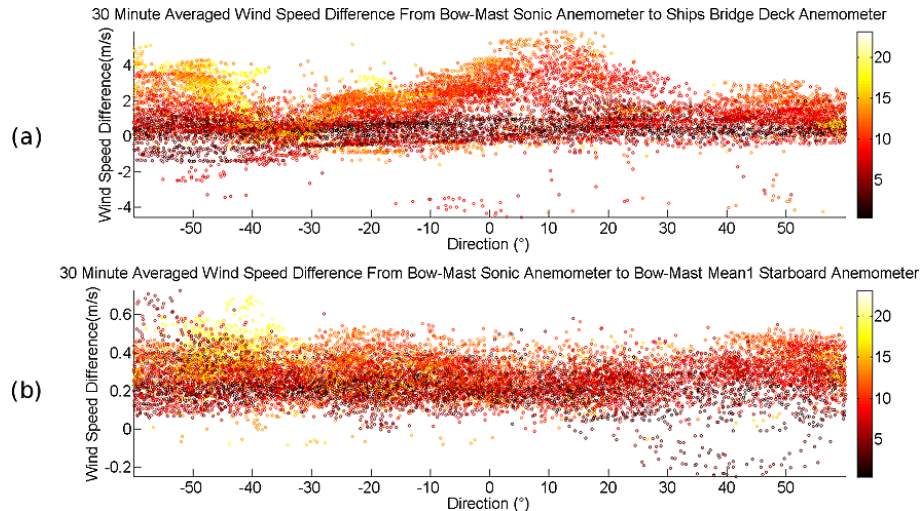 30 Minute Averaged Wind Speed Difference From Bow-Mast Sonic Anemometer to Ships Bridge Deck Anemometer
(a)
Wind Speed Difference(m/s)
4
2
0
-2
-4
-50 -40 -30 -20 -10 0 10 20 30 40 50
Direction (°)
20
15
10
5
30 Minute Averaged Wind Speed Difference From Bow-Mast Sonic Anemometer to Bow-Mast Mean1 Starboard Anemometer
(b)
Wind Speed Difference(m/s)
0.6
0.4
0.2
0
-0.2
-50 -40 -30 -20 -10 0 10 20 30 40 50
Direction (°)
20
15
10
5